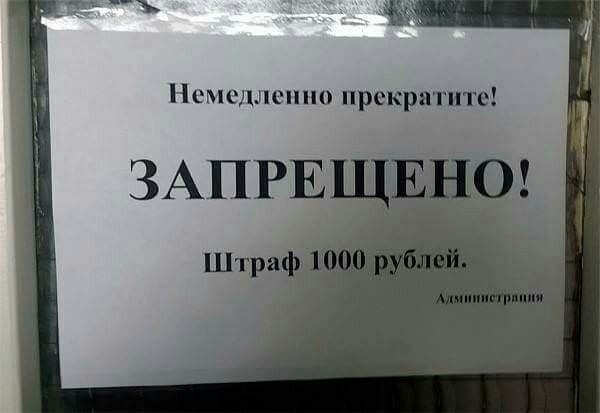 Немедленно прекратите!
ЗАПРЕЩЕНО!
Штраф 1000 рублей.
Администрация